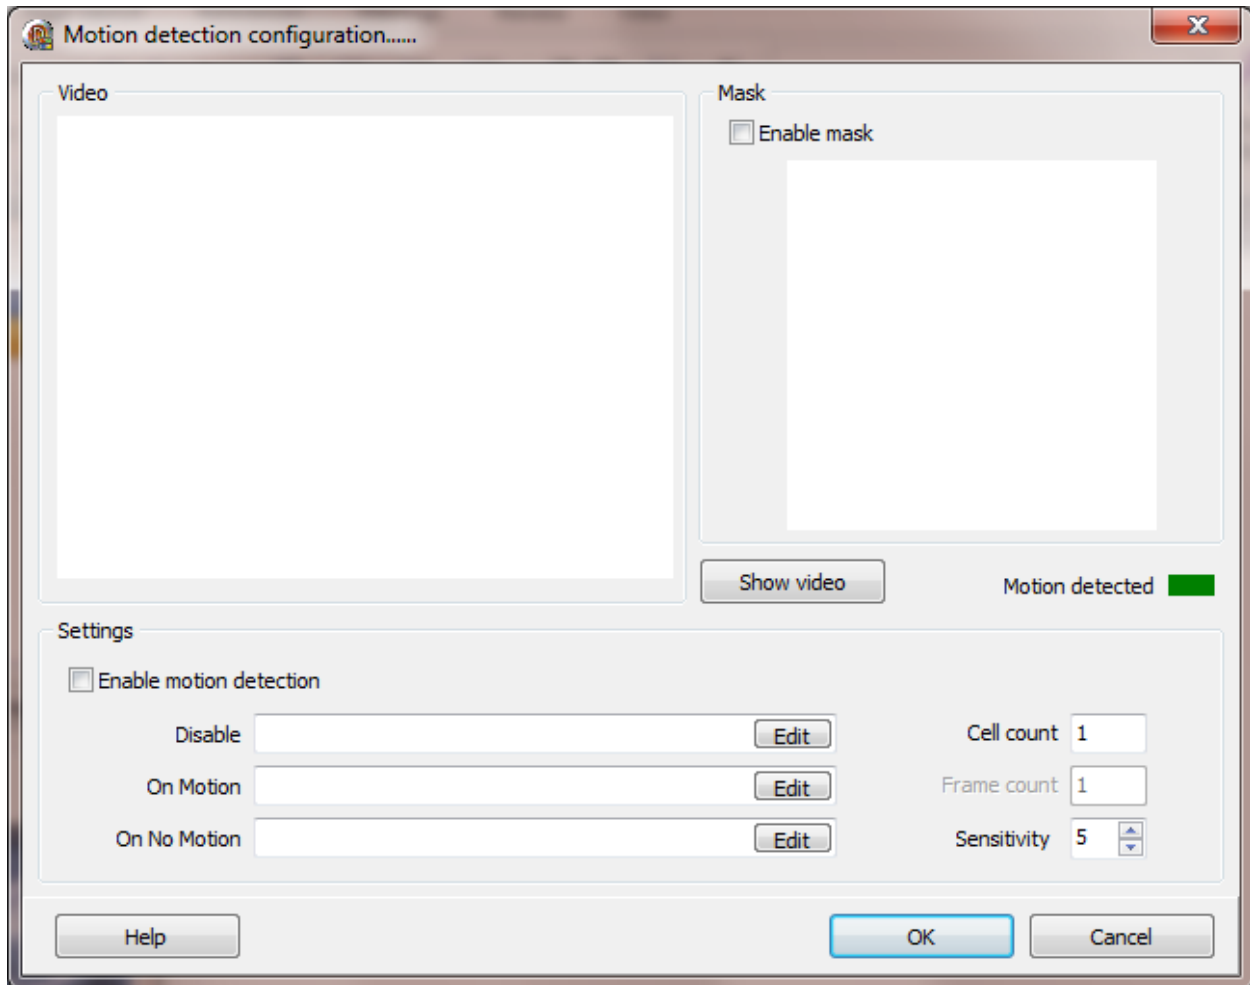 Motion detection configuration......
Video
Mask
Enable mask
Show video
Motion detected
Settings
Enable motion detection
Disable
Edit
Cell count 1
On Motion
Edit
Frame count 1
On No Motion
Edit
Sensitivity 5
Help
OK
Cancel